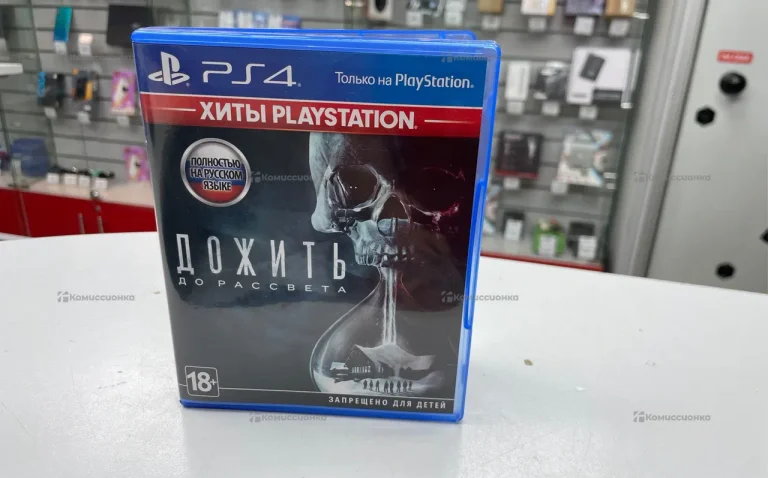 PS4
Только на PlayStation®
ХИТЫ PLAYSTATION®
ПОЛНОСТЬЮ
НА РУССКОМ
ЯЗЫКЕ
ДОЖИТЬ
ДО РАССВЕТА
18+
ЗАПРЕЩЕНО ДЛЯ ДЕТЕЙ
Комиссионка
Комиссионка
Комиссионка
Комиссионка
Комиссионка
Комиссионка
Комиссионка